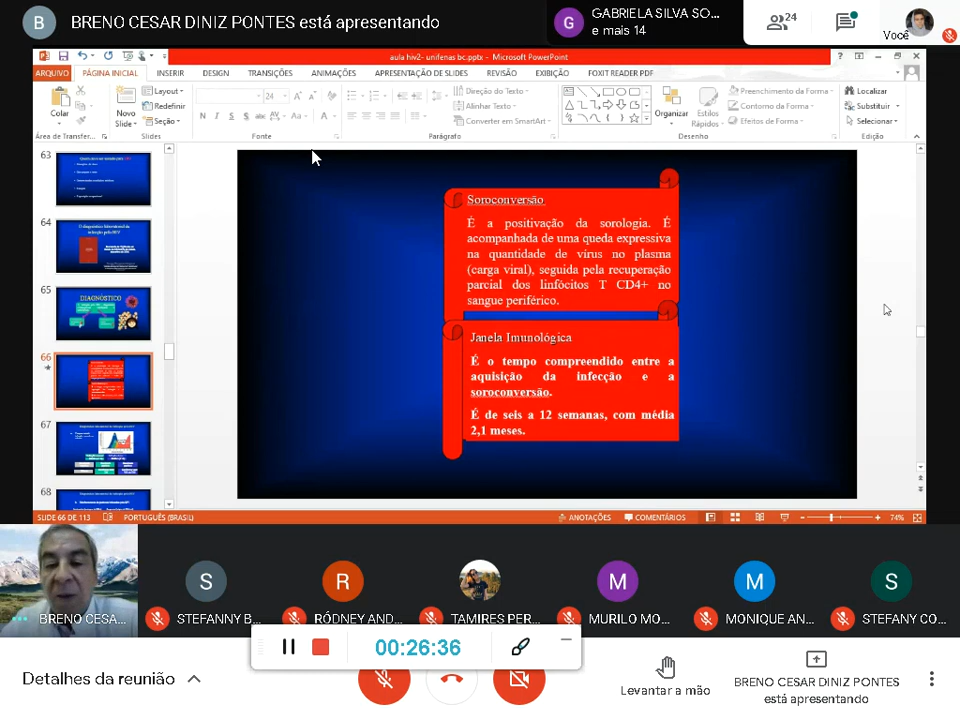 B
BRENO CESAR DINIZ PONTES está apresentando
G
GABRIELA SILVA SO...
e mais 14
24
Você
aula hiv2- unifenas bc.pptx - Microsoft PowerPoint
ARQUIVO
PÁGINA INICIAL
INSERIR
DESIGN
TRANSIÇÕES
ANIMAÇÕES
APRESENTAÇÃO DE SLIDES
REVISÃO
EXIBIÇÃO
FOXIT READER PDF
Colar
Novo
Slide
Layout
Redefinir
Seção
24
N I S S abc AV Aa A
Direção do Texto
Alinhar Texto
Converter em SmartArt
Organizar
Estilos
Rápidos
Preenchimento da Forma
Contorno da Forma
Efeitos de Forma
Localizar
Substituir
Selecionar
Área de Transfer...
Slides
Fonte
Parágrafo
Desenho
Edição
63
64
65
DIAGNÓSTICO
66
67
68
Soroconversão
È a positivação da sorologia. É
acompanhada de uma queda expressiva
na quantidade de vírus no plasma
(carga viral), seguida pela recuperação
parcial dos linfócitos T CD4+ no
sangue periférico.
Janela Imunológica
É o tempo compreendido entre a
aquisição da infecção e a
soroconversão.
É de seis a 12 semanas, com média
2,1 meses.
SLIDE 66 DE 113
PORTUGUÊS (BRASIL)
ANOTAÇÕES
COMENTÁRIOS
74%
BRENO CESA...
S
STEFANNY B...
R
RÓDNEY AND...
TAMIRES PER...
M
MURILO MO...
M
MONIQUE AN...
S
STEFANY CO...
00:26:36
Detalhes da reunião
Levantar a mão
BRENO CESAR DINIZ PONTES
está apresentando